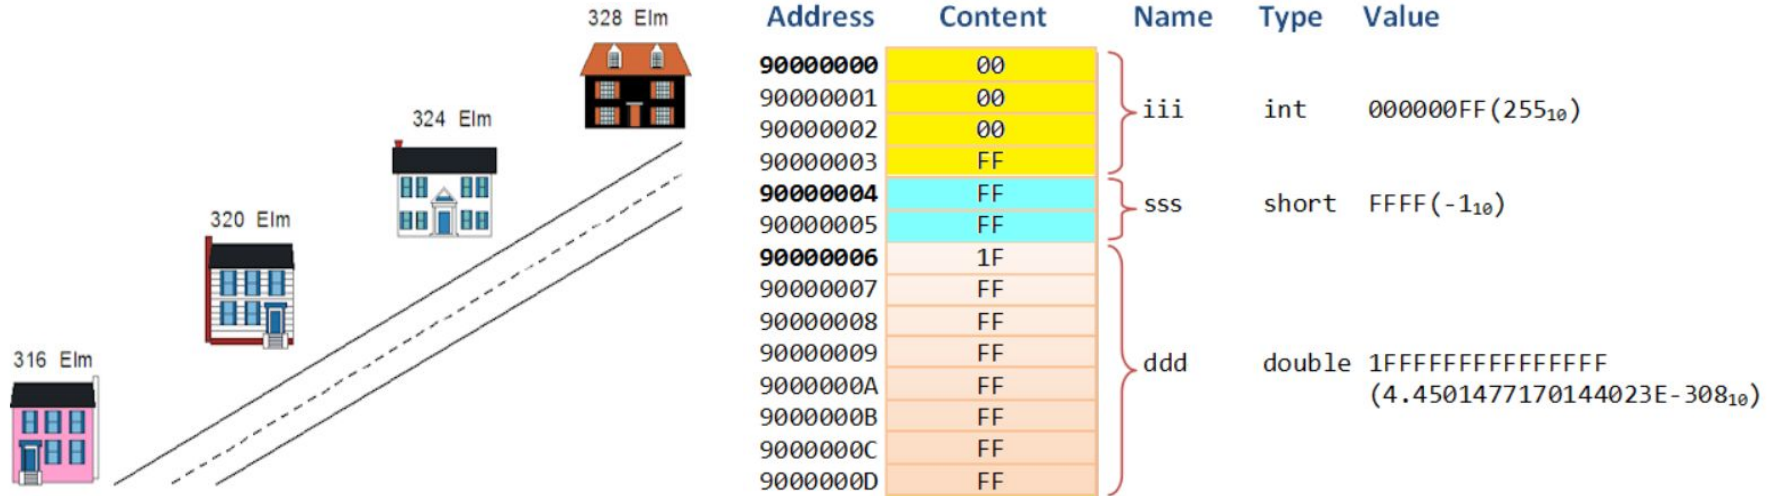 328 Elm
324 Elm
320 Elm
316 Elm
Address Content Name Type Value
90000000 00
90000001 00
90000002 00
90000003 FF
iii int 000000FF(255₁₀)
90000004 FF
90000005 FF
sss short FFFF(-1₁₀)
90000006 1F
90000007 FF
90000008 FF
90000009 FF
9000000A FF
9000000B FF
9000000C FF
9000000D FF
ddd double 1FFFFFFFFFFFFFFF
(4.4501477170144023E-308₁₀)